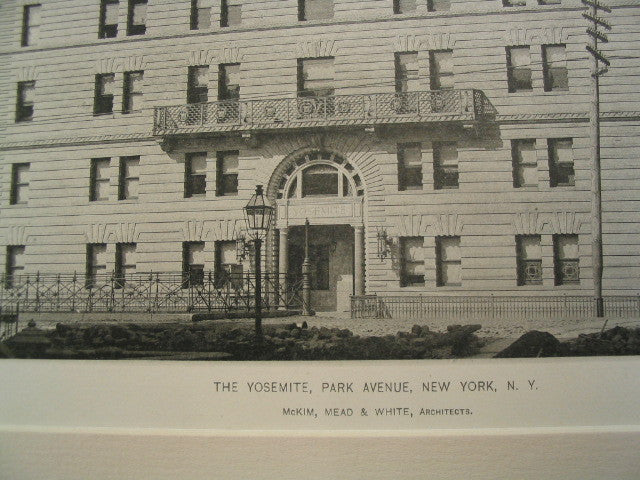 THE YOSEMITE, PARK AVENUE, NEW YORK, N. Y.
McKIM, MEAD & WHITE, ARCHITECTS.